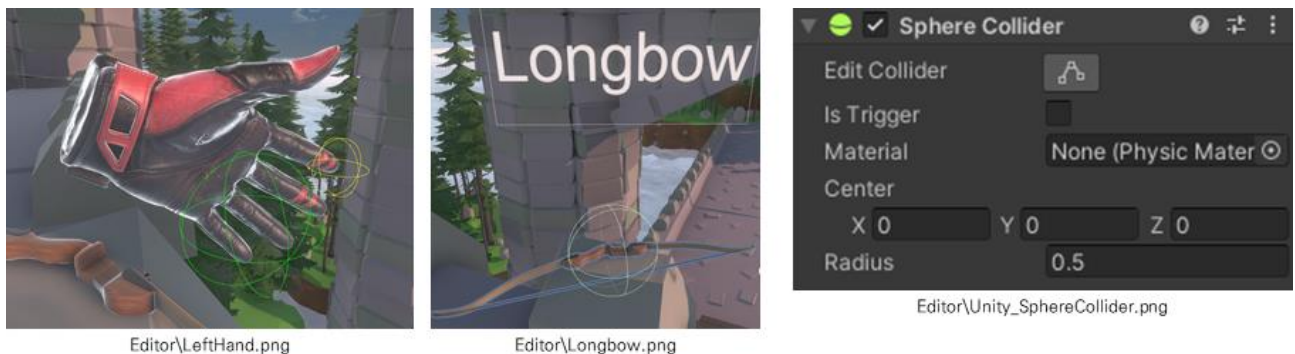 Longbow
Sphere Collider
Edit Collider
Is Trigger
Material None (Physic Mater
Center
X 0 Y 0 Z 0
Radius 0.5
Editor\LeftHand.png
Editor\Longbow.png
Editor\Unity_SphereCollider.png